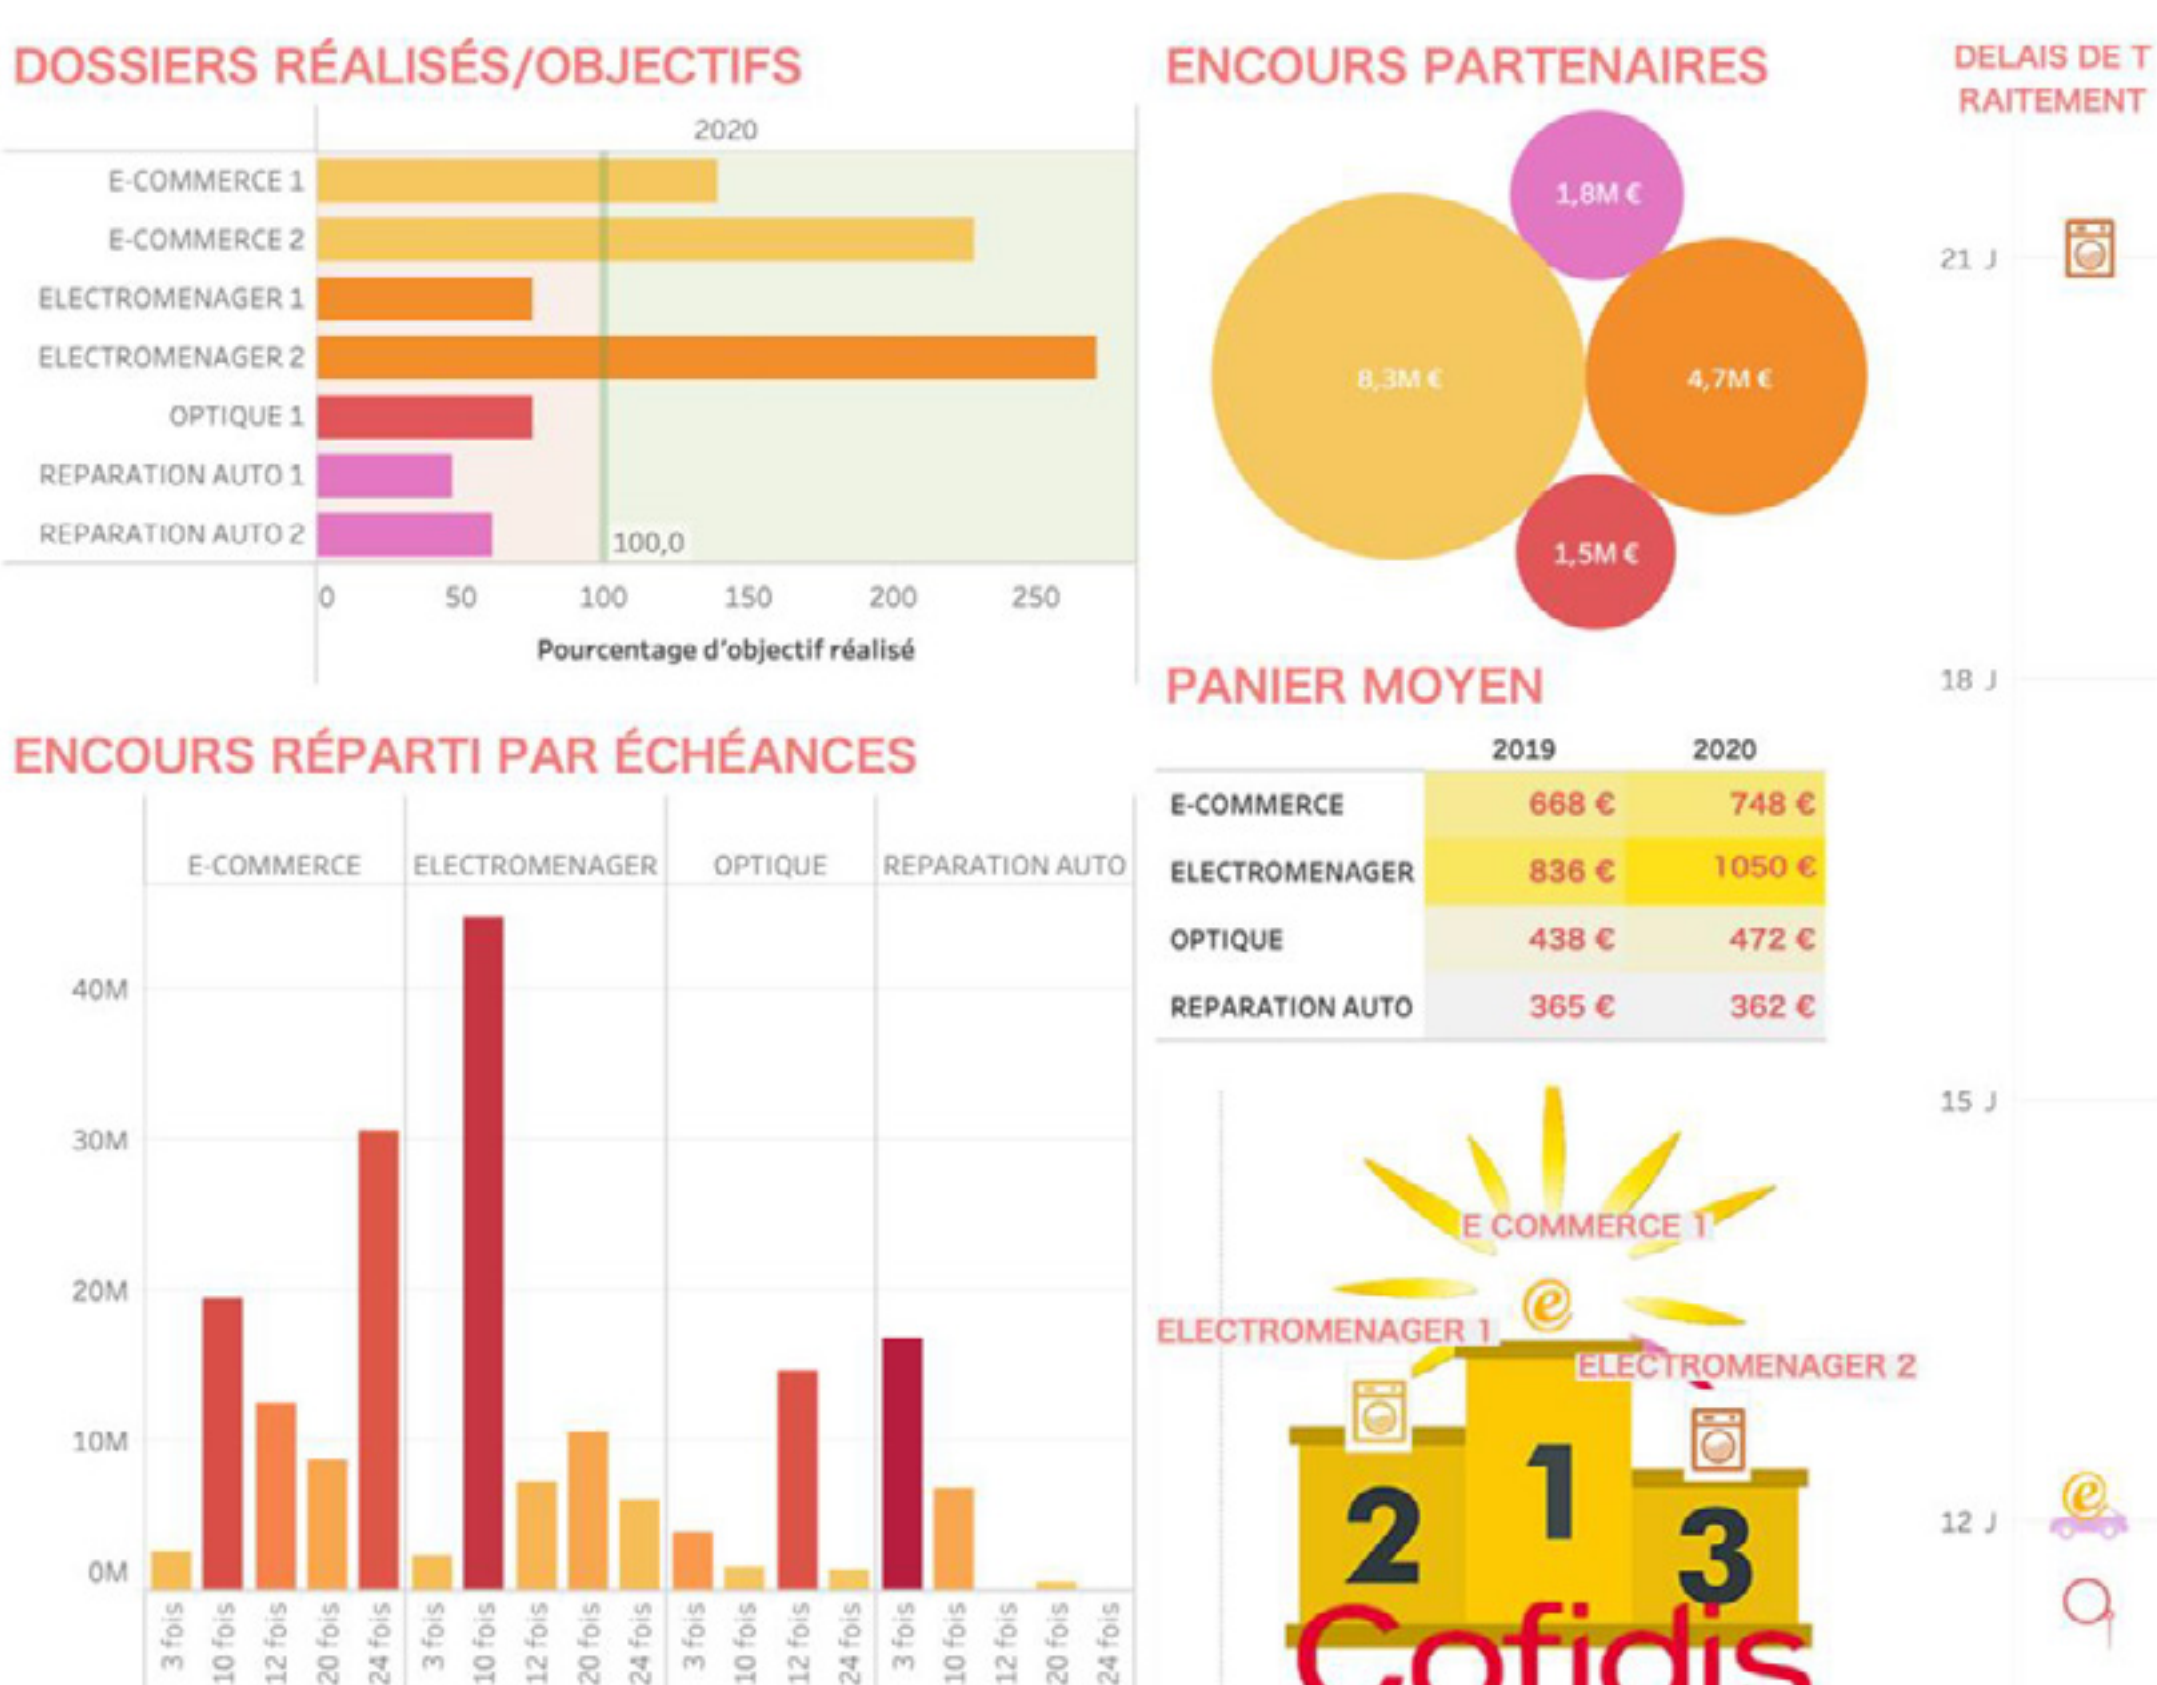 DOSSIERS RÉALISÉS/OBJECTIFS
2020
E-COMMERCE 1
E-COMMERCE 2
ELECTROMENAGER 1
ELECTROMENAGER 2
OPTIQUE 1
REPARATION AUTO 1
REPARATION AUTO 2
100,0
0 50 100 150 200 250
Pourcentage d'objectif réalisé
ENCOURS RÉPARTI PAR ÉCHÉANCES
E-COMMERCE ELECTROMENAGER OPTIQUE REPARATION AUTO
40M
30M
20M
10M
0M
3 fois
10 fois
12 fois
20 fois
24 fois
3 fois
10 fois
12 fois
20 fois
24 fois
3 fois
10 fois
12 fois
24 fois
3 fois
10 fois
12 fois
20 fois
24 fois
ENCOURS PARTENAIRES
1,8M €
8,3M €
4,7M €
1,5M €
PANIER MOYEN
2019 2020
E-COMMERCE 668 € 748 €
ELECTROMENAGER 836 € 1050 €
OPTIQUE 438 € 472 €
REPARATION AUTO 365 € 362 €
E COMMERCE 1
e
ELECTROMENAGER 1
ELECTROMENAGER 2
1
2
3
Cofidis
DELAIS DE T
RAITEMENT
21 J
18 J
15 J
12 J
e